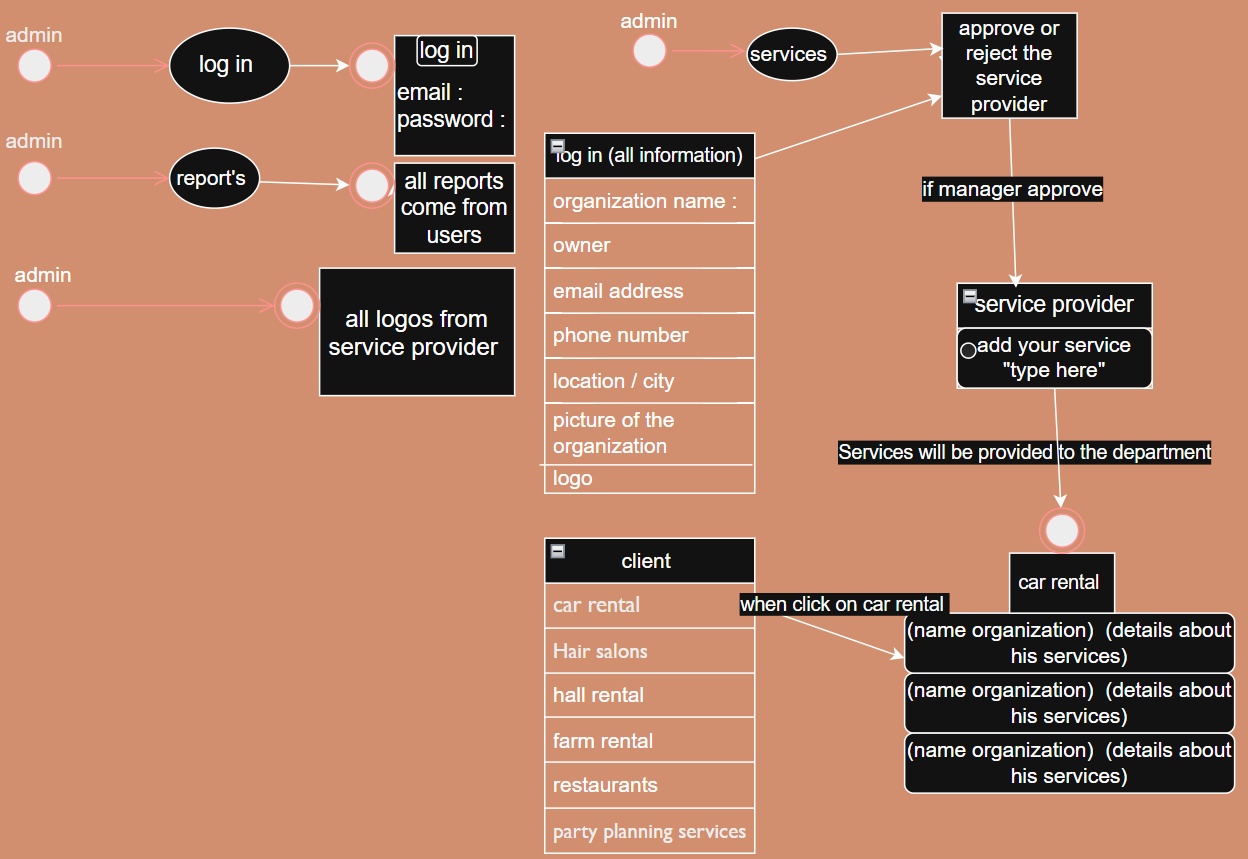 admin
log in
log in
email :
password :
admin
report's
all reports
come from
users
admin
all logos from
service provider
admin
services
approve or
reject the
service
provider
log in (all information)
organization name :
owner
email address
phone number
location / city
picture of the
organization
logo
if manager approve
service provider
add your service
"type here"
Services will be provided to the department
client
car rental
Hair salons
hall rental
farm rental
restaurants
party planning services
when click on car rental
car rental
(name organization) (details about
his services)
(name organization) (details about
his services)
(name organization) (details about
his services)